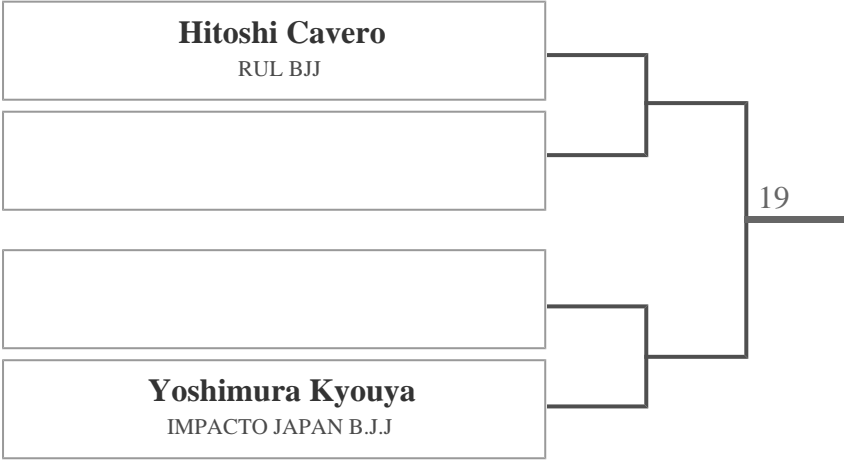 Hitoshi Cavero
RUL BJJ
19
Yoshimura Kyouya
IMPACTO JAPAN B.J.J